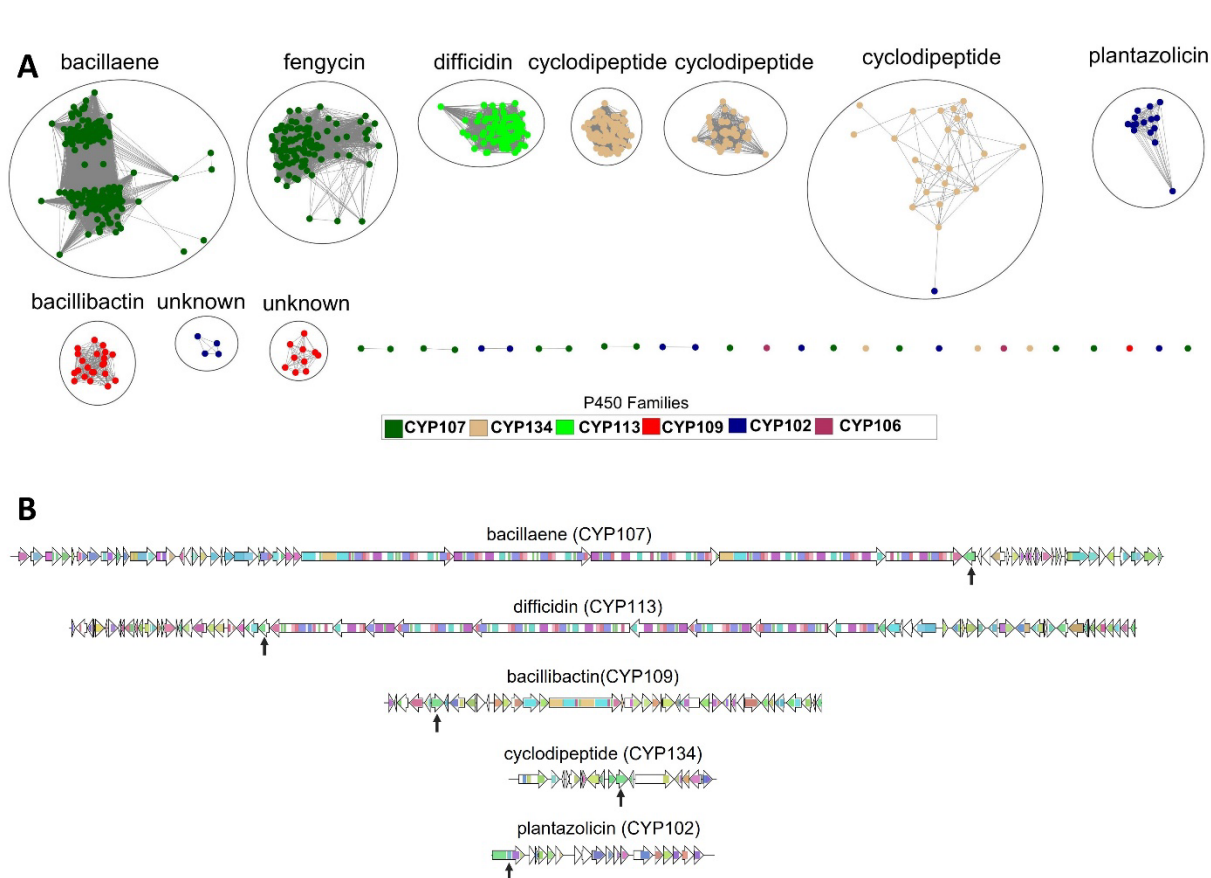 A
bacillaene
fengycin
difficidin
cyclodipeptide
cyclodipeptide
cyclodipeptide
plantazolicin
bacillibactin
unknown
unknown
P450 Families
CYP107 CYP134 CYP113 CYP109 CYP102 CYP106
B
bacillaene (CYP107)
difficidin (CYP113)
bacillibactin(CYP109)
cyclodipeptide (CYP134)
plantazolicin (CYP102)